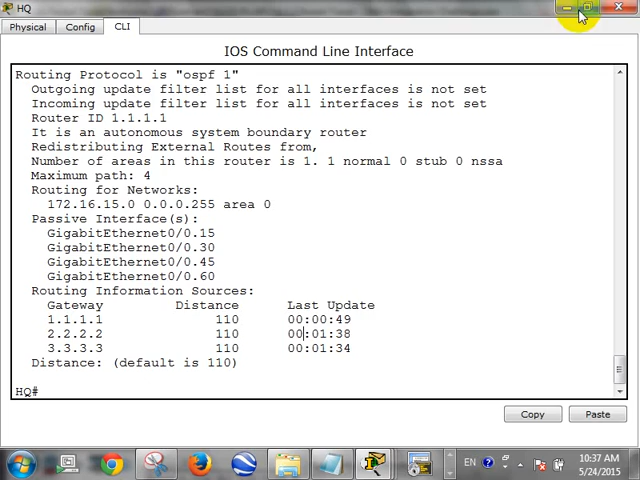 HQ
Physical Config CLI
IOS Command Line Interface
Routing Protocol is "ospf 1"
Outgoing update filter list for all interfaces is not set
Incoming update filter list for all interfaces is not set
Router ID 1.1.1.1
It is an autonomous system boundary router
Redistributing External Routes from,
Number of areas in this router is 1. 1 normal 0 stub 0 nssa
Maximum path: 4
Routing for Networks:
172.16.15.0 0.0.0.255 area 0
Passive Interface(s):
GigabitEthernet0/0.15
GigabitEthernet0/0.30
GigabitEthernet0/0.45
GigabitEthernet0/0.60
Routing Information Sources:
Gateway Distance Last Update
1.1.1.1 110 00:00:49
2.2.2.2 110 00:01:38
3.3.3.3 110 00:01:34
Distance: (default is 110)
HQ#
Copy Paste
EN 10:37 AM
5/24/2015